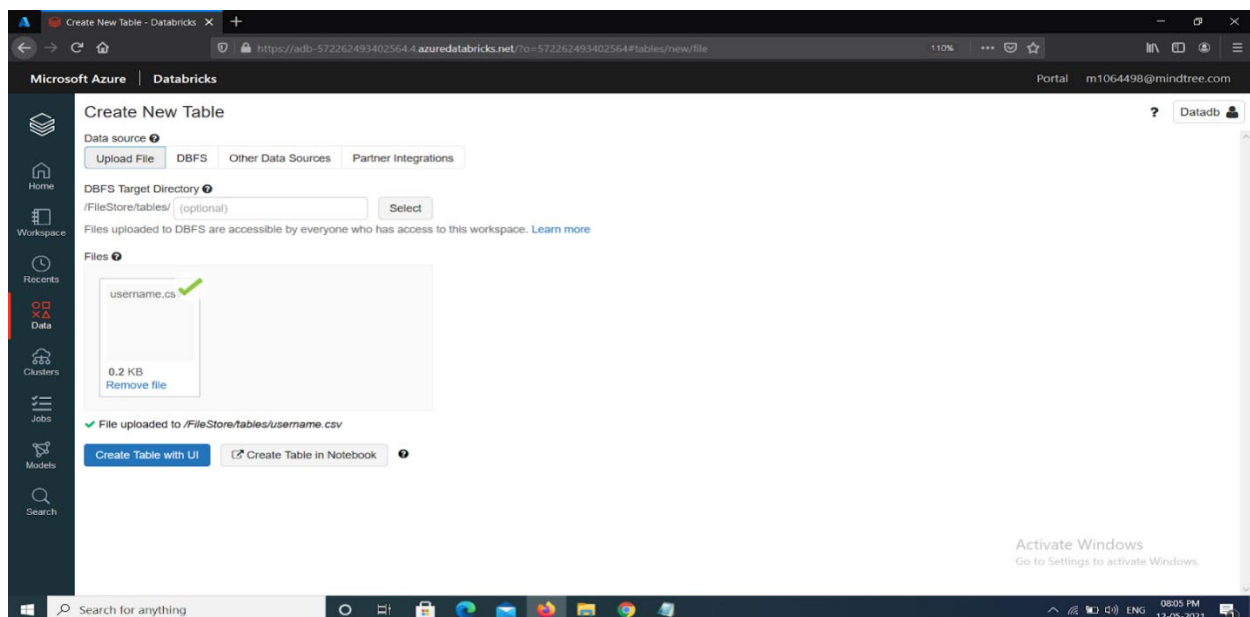 Create New Table - Databricks
https://adb-572262493402564.4.azuredatabricks.net/?o=572262493402564#tables/new/file
110%
Microsoft Azure Databricks
Portal m1064498@mindtree.com
Create New Table
? Datadb
Data source ?
Upload File DBFS Other Data Sources Partner Integrations
Home
DBFS Target Directory ?
/FileStore/tables/ (optional) Select
Workspace
Files uploaded to DBFS are accessible by everyone who has access to this workspace. Learn more
Files ?
Recents
username.cs
Data
Clusters
0.2 KB
Remove file
Jobs
File uploaded to /FileStore/tables/username.csv
Create Table with UI Create Table in Notebook ?
Models
Search
Activate Windows
Go to Settings to activate Windows.
Search for anything
ENG
08:05 PM
12-05-2021